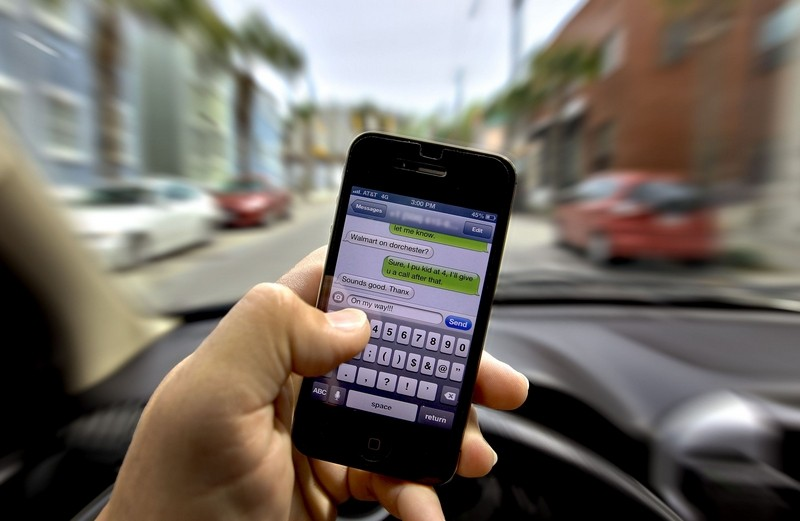 AT&T 4G 3:00 PM 45%
Messages Edit
let me know.
Walmart on dorchester?
Sure, I pu kid at 4, I'll give
u a call after that.
Sounds good. Thanx
On my way!!! Send
4 5 6 7 8 9 0
; ( ) $ & @ "
. , ? ! '
ABC space return